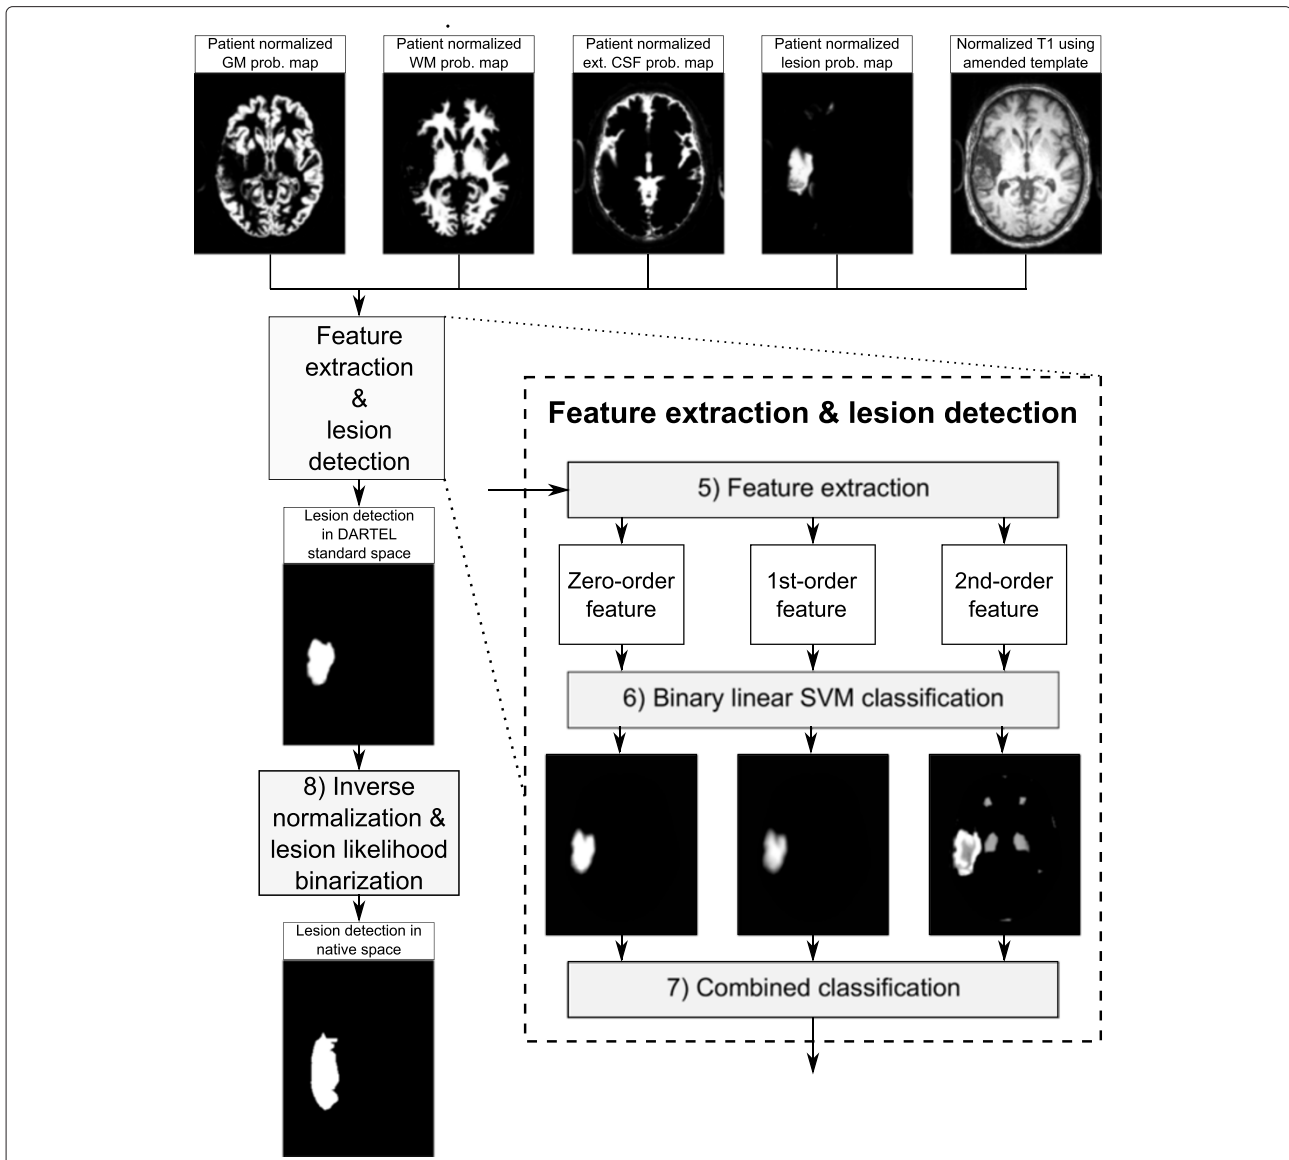 Patient normalized
GM prob. map
Patient normalized
WM prob. map
Patient normalized
ext. CSF prob. map
Patient normalized
lesion prob. map
Normalized T1 using
amended template
Feature
extraction
&
lesion
detection
Feature extraction & lesion detection
5) Feature extraction
Zero-order
feature
1st-order
feature
2nd-order
feature
6) Binary linear SVM classification
7) Combined classification
Lesion detection
in DARTEL
standard space
8) Inverse
normalization &
lesion likelihood
binarization
Lesion detection in
native space